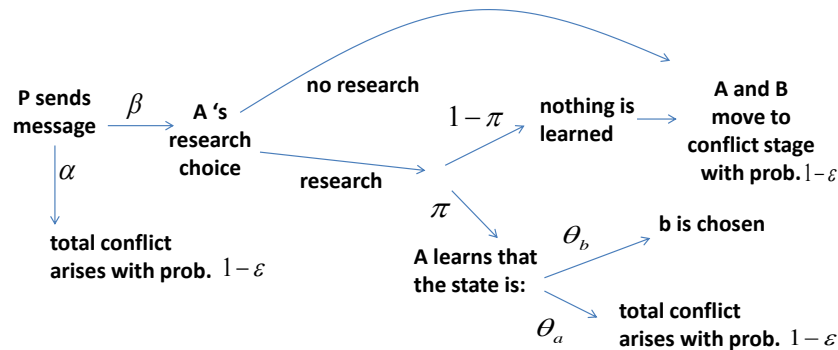 P sends
message
β
A ‘s
research
choice
α
total conflict
arises with prob. 1 − ε
no research
research
1 − π
π
nothing is
learned
A and B
move to
conflict stage
with prob. 1 − ε
A learns that
the state is:
θ_b
b is chosen
θ_a
total conflict
arises with prob. 1 − ε